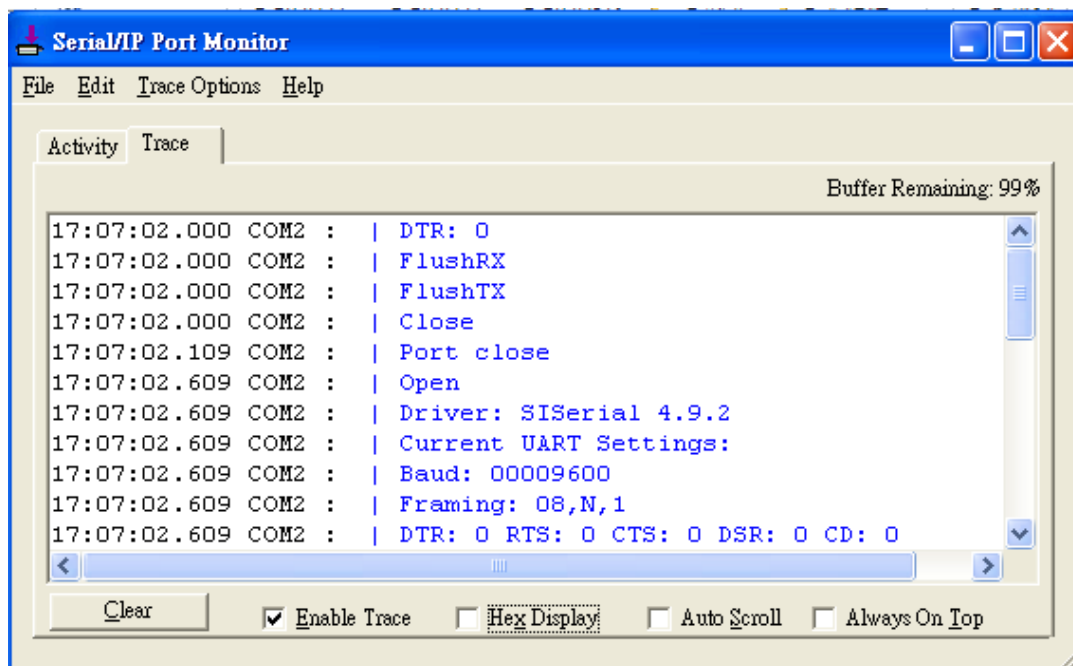 Serial/IP Port Monitor
File Edit Trace Options Help
Activity Trace
Buffer Remaining: 99%
17:07:02.000 COM2 : | DTR: 0
17:07:02.000 COM2 : | FlushRX
17:07:02.000 COM2 : | FlushTX
17:07:02.000 COM2 : | Close
17:07:02.109 COM2 : | Port close
17:07:02.609 COM2 : | Open
17:07:02.609 COM2 : | Driver: SISerial 4.9.2
17:07:02.609 COM2 : | Current UART Settings:
17:07:02.609 COM2 : | Baud: 00009600
17:07:02.609 COM2 : | Framing: 08,N,1
17:07:02.609 COM2 : | DTR: 0 RTS: 0 CTS: 0 DSR: 0 CD: 0
Clear Enable Trace Hex Display Auto Scroll Always On Top